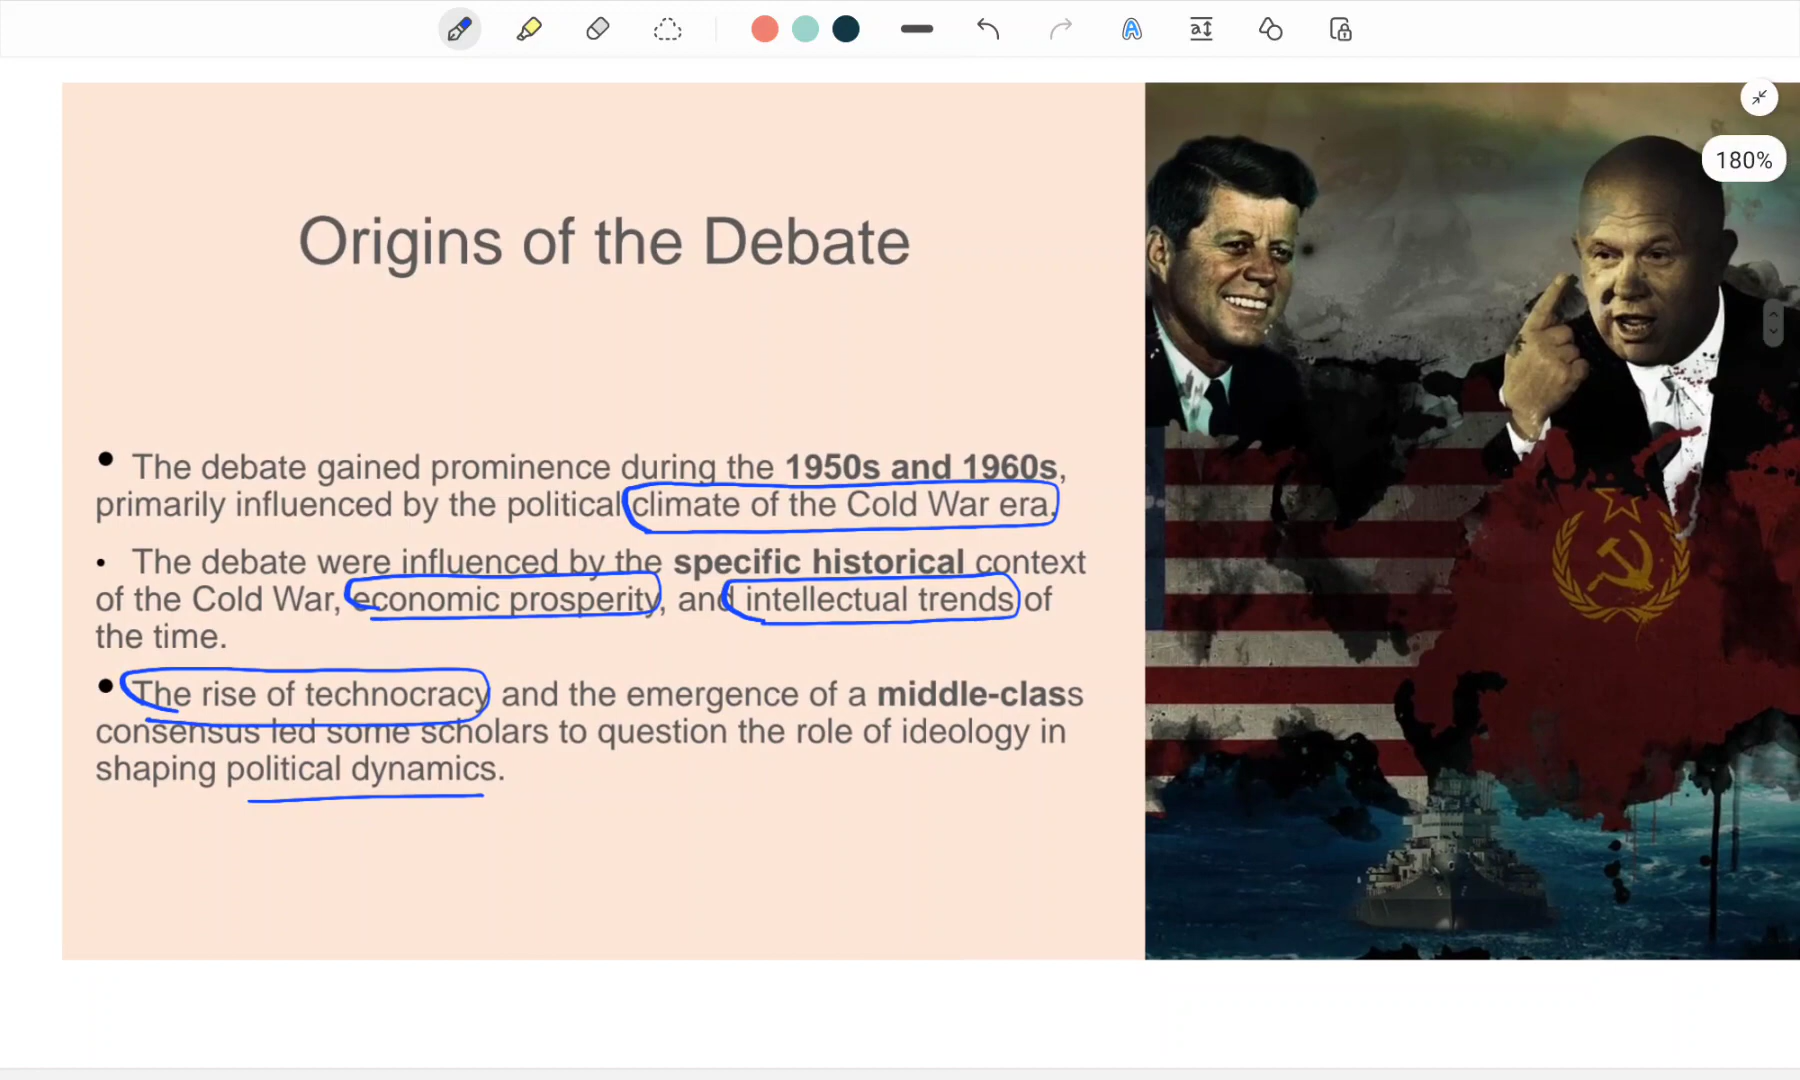 180%
Origins of the Debate
• The debate gained prominence during the 1950s and 1960s,
primarily influenced by the political climate of the Cold War era.
• The debate were influenced by the specific historical context
of the Cold War, economic prosperity, and intellectual trends of
the time.
• The rise of technocracy and the emergence of a middle-class
consensus led some scholars to question the role of ideology in
shaping political dynamics.